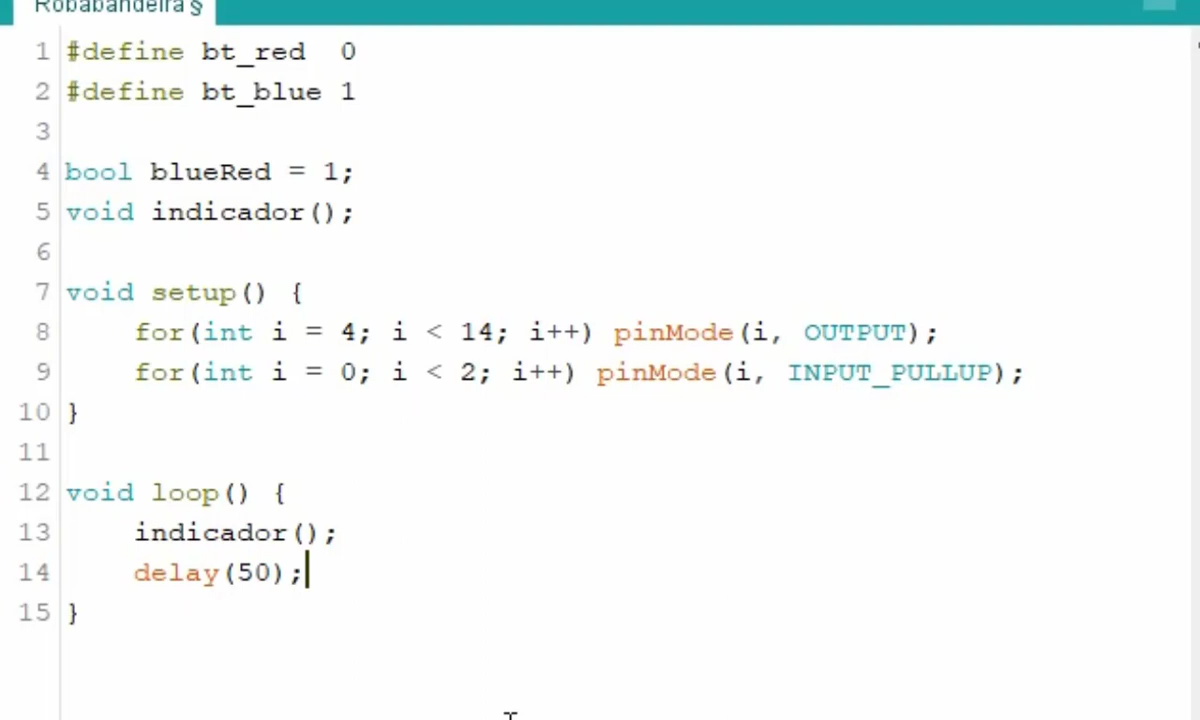 Robabandeira §
1 #define bt_red  0
2 #define bt_blue 1
3
4 bool blueRed = 1;
5 void indicador();
6
7 void setup() {
8     for(int i = 4; i < 14; i++) pinMode(i, OUTPUT);
9     for(int i = 0; i < 2; i++) pinMode(i, INPUT_PULLUP);
10 }
11
12 void loop() {
13     indicador();
14     delay(50);
15 }